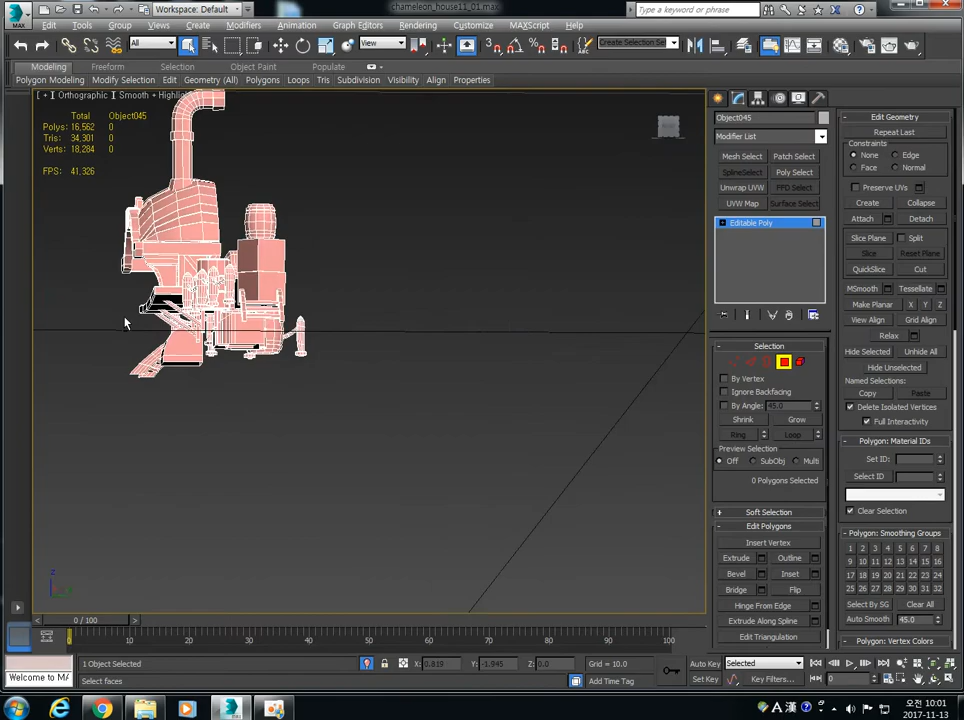 chameleon_house11_01.max
MAX
Workspace: Default
Type a keyword or phrase
Edit Tools Group Views Create Modifiers Animation Graph Editors Rendering Customize MAXScript Help
All View Create Selection Se
Modeling Freeform Selection Object Paint Populate
Polygon Modeling Modify Selection Edit Geometry (All) Polygons Loops Tris Subdivision Visibility Align Properties
[ + ] Orthographic ] Smooth + Highlig
Total Object045
Polys: 16,562 0
Tris: 34,301 0
Verts: 18,284 0
FPS: 41,326
Object045
Modifier List
Mesh Select Patch Select
SplineSelect Poly Select
Unwrap UVW FFD Select
UVW Map Surface Select
Editable Poly
Selection
By Vertex
Ignore Backfacing
By Angle: 45.0
Shrink Grow
Ring Loop
Preview Selection
Off SubObj Multi
0 Polygons Selected
+ Soft Selection
- Edit Polygons
Insert Vertex
Extrude Outline
Bevel Inset
Bridge Flip
Hinge From Edge
Extrude Along Spline
Edit Triangulation
- Edit Geometry
Repeat Last
Constraints
None Edge
Face Normal
Preserve UVs
Create Collapse
Attach Detach
Slice Plane Split
Slice Reset Plane
QuickSlice Cut
MSmooth Tessellate
Make Planar X Y Z
View Align Grid Align
Relax
Hide Selected Unhide All
Hide Unselected
Named Selections:
Copy Paste
Delete Isolated Vertices
Full Interactivity
- Polygon: Material IDs
Set ID:
Select ID
Clear Selection
- Polygon: Smoothing Groups
1 2 3 4 5 6 7 8
9 10 11 12 13 14 15 16
17 18 19 20 21 22 23 24
25 26 27 28 29 30 31 32
Select By SG Clear All
Auto Smooth 45.0
- Polygon: Vertex Colors
< 0 / 100 >
0 10 20 30 40 50 60 70 80 90 100
1 Object Selected X: 0.819 Y: -1.945 Z: 0.0 Grid = 10.0 Auto Key Selected
Welcome to MA Select faces Add Time Tag Set Key Key Filters... 0
A 漢 오전 10:01
2017-11-13